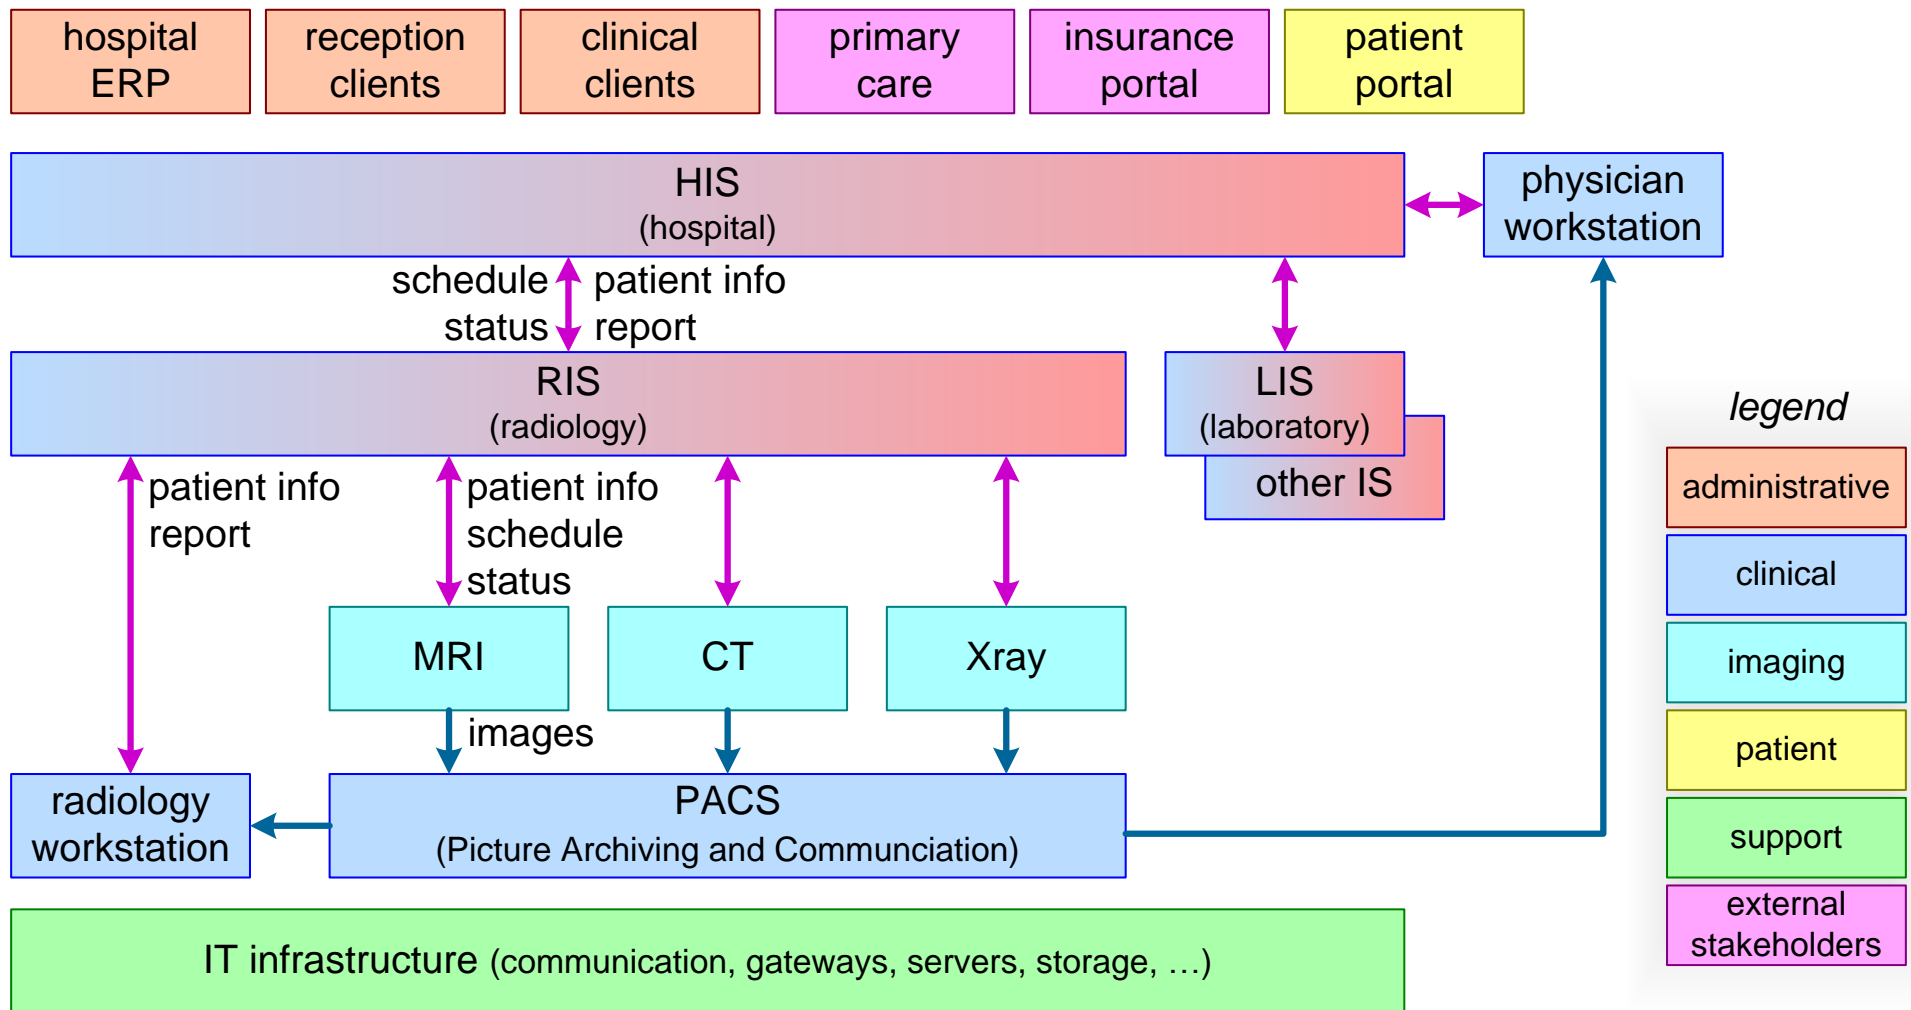 hospital
ERP
reception
clients
clinical
clients
primary
care
insurance
portal
patient
portal
HIS
(hospital)
physician
workstation
schedule
status
patient info
report
RIS
(radiology)
LIS
(laboratory)
other IS
patient info
report
patient info
schedule
status
MRI
CT
Xray
images
radiology
workstation
PACS
(Picture Archiving and Communciation)
IT infrastructure (communication, gateways, servers, storage, …)
legend
administrative
clinical
imaging
patient
support
external
stakeholders